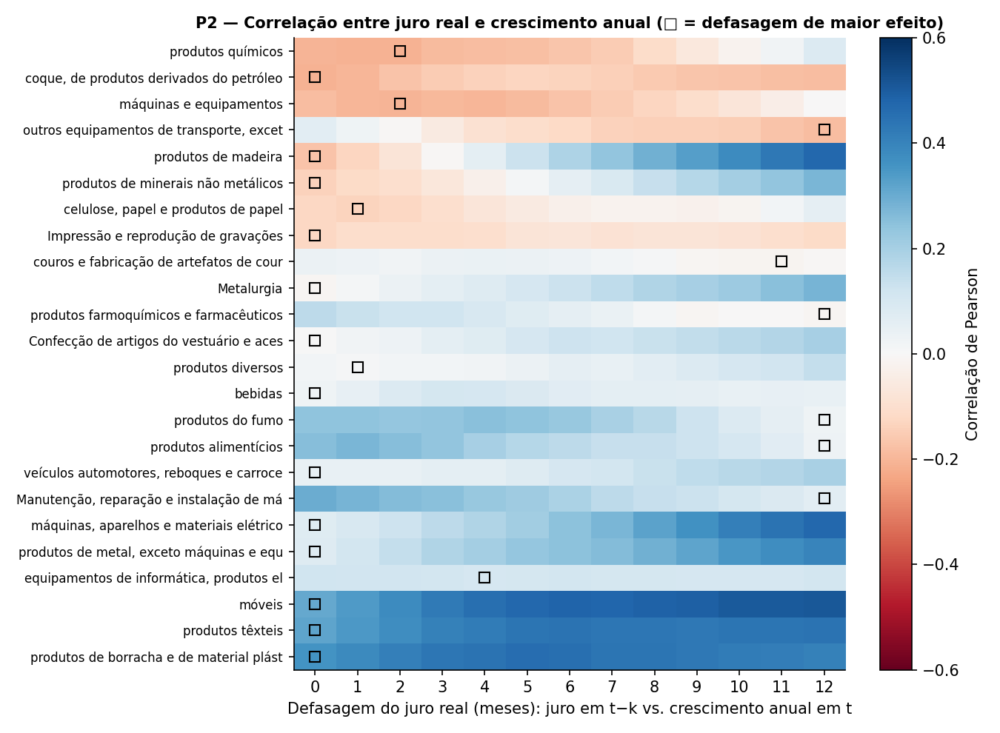 P2 — Correlação entre juro real e crescimento anual (□ = defasagem de maior efeito)
produtos químicos
coque, de produtos derivados do petróleo
máquinas e equipamentos
outros equipamentos de transporte, excet
produtos de madeira
produtos de minerais não metálicos
celulose, papel e produtos de papel
Impressão e reprodução de gravações
couros e fabricação de artefatos de cour
Metalurgia
produtos farmoquímicos e farmacêuticos
Confecção de artigos do vestuário e aces
produtos diversos
bebidas
produtos do fumo
produtos alimentícios
veículos automotores, reboques e carroce
Manutenção, reparação e instalação de má
máquinas, aparelhos e materiais elétrico
produtos de metal, exceto máquinas e equ
equipamentos de informática, produtos el
móveis
produtos têxteis
produtos de borracha e de material plást
0 1 2 3 4 5 6 7 8 9 10 11 12
Defasagem do juro real (meses): juro em t−k vs. crescimento anual em t
0.6
0.4
0.2
0.0
−0.2
−0.4
−0.6
Correlação de Pearson